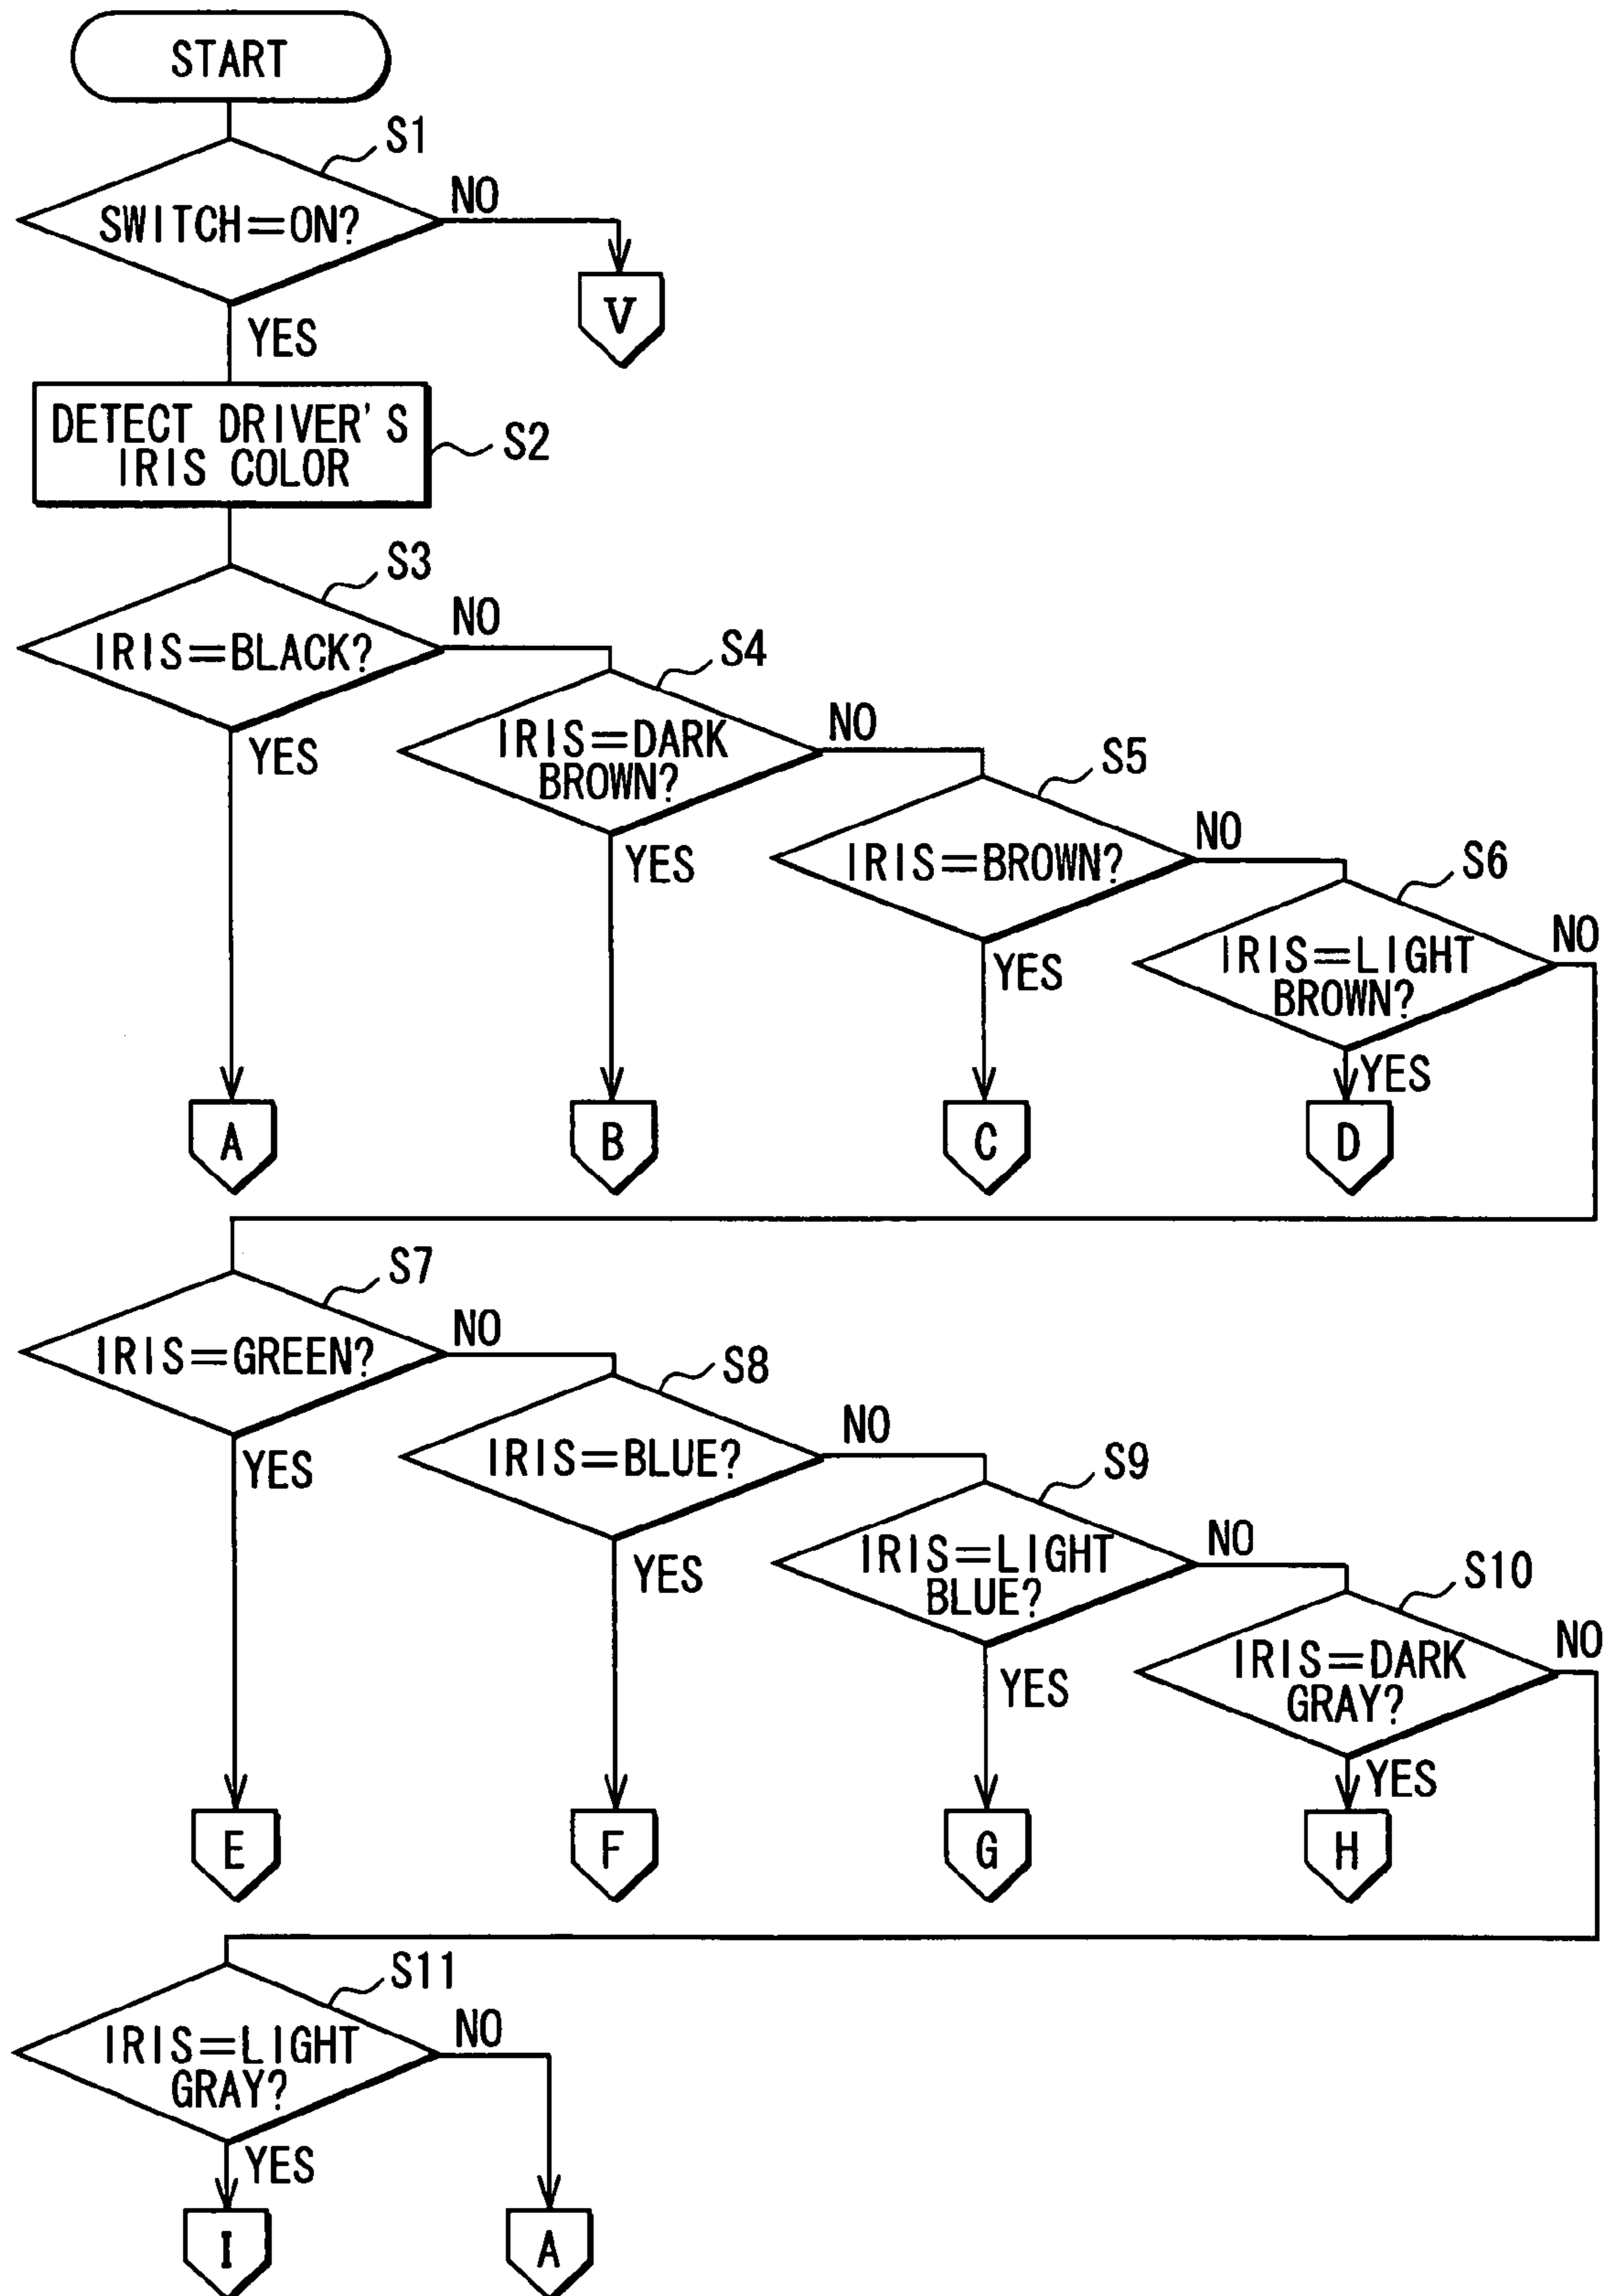 START
S1
SWITCH=ON?
NO
V
YES
DETECT DRIVER'S
IRIS COLOR
S2
S3
IRIS=BLACK?
NO
YES
S4
IRIS=DARK
BROWN?
NO
YES
S5
IRIS=BROWN?
NO
YES
S6
IRIS=LIGHT
BROWN?
NO
YES
A
B
C
D
S7
IRIS=GREEN?
NO
YES
S8
IRIS=BLUE?
NO
YES
S9
IRIS=LIGHT
BLUE?
NO
YES
S10
IRIS=DARK
GRAY?
NO
YES
E
F
G
H
S11
IRIS=LIGHT
GRAY?
NO
YES
I
A